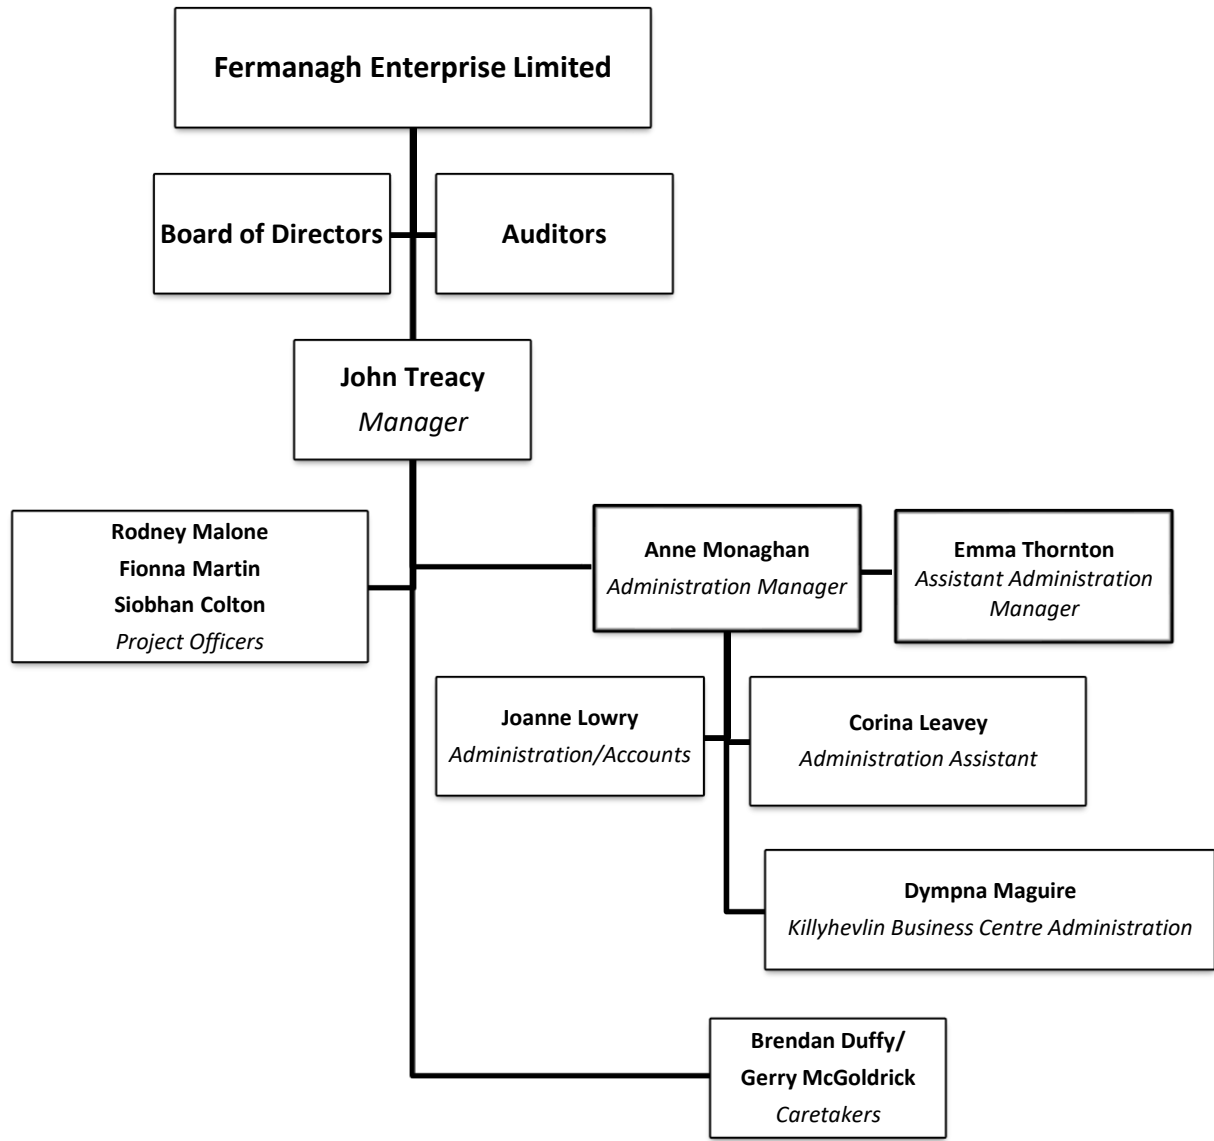 Fermanagh Enterprise Limited
Board of Directors
Auditors
John Treacy
Manager
Rodney Malone
Fionna Martin
Siobhan Colton
Project Officers
Anne Monaghan
Administration Manager
Emma Thornton
Assistant Administration
Manager
Joanne Lowry
Administration/Accounts
Corina Leavey
Administration Assistant
Dympna Maguire
Killyhevlin Business Centre Administration
Brendan Duffy/
Gerry McGoldrick
Caretakers